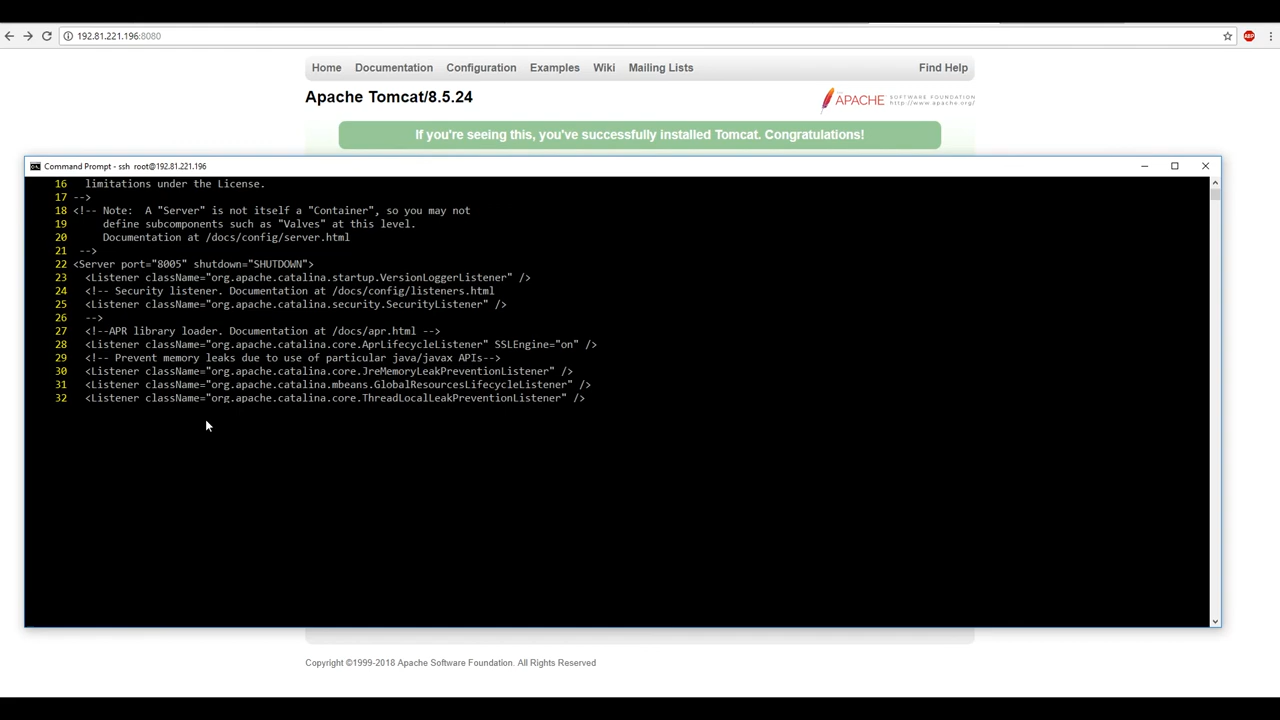 192.81.221.196:8080
ABP
Home Documentation Configuration Examples Wiki Mailing Lists Find Help
Apache Tomcat/8.5.24
APACHE SOFTWARE FOUNDATION
http://www.apache.org/
If you're seeing this, you've successfully installed Tomcat. Congratulations!
Command Prompt - ssh root@192.81.221.196
16 limitations under the License.
17 -->
18 <!-- Note: A "Server" is not itself a "Container", so you may not
19 define subcomponents such as "Valves" at this level.
20 Documentation at /docs/config/server.html
21 -->
22 <Server port="8005" shutdown="SHUTDOWN">
23 <Listener className="org.apache.catalina.startup.VersionLoggerListener" />
24 <!-- Security listener. Documentation at /docs/config/listeners.html
25 <Listener className="org.apache.catalina.security.SecurityListener" />
26 -->
27 <!--APR library loader. Documentation at /docs/apr.html -->
28 <Listener className="org.apache.catalina.core.AprLifecycleListener" SSLEngine="on" />
29 <!-- Prevent memory leaks due to use of particular java/javax APIs-->
30 <Listener className="org.apache.catalina.core.JreMemoryLeakPreventionListener" />
31 <Listener className="org.apache.catalina.mbeans.GlobalResourcesLifecycleListener" />
32 <Listener className="org.apache.catalina.core.ThreadLocalLeakPreventionListener" />
Copyright ©1999-2018 Apache Software Foundation. All Rights Reserved